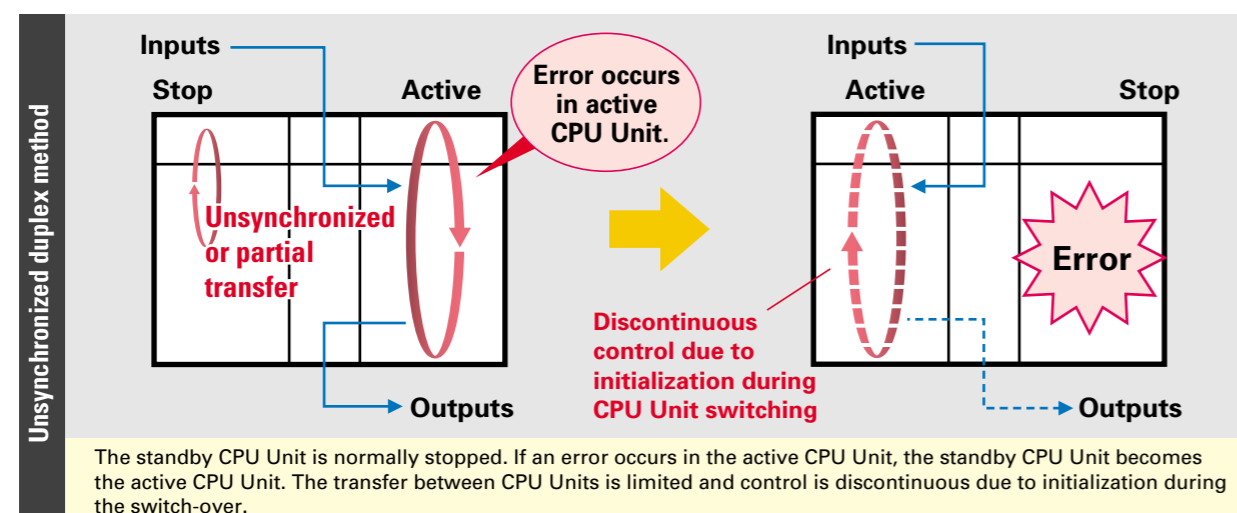 Unsynchronized duplex method
Inputs
Stop
Active
Error occurs
in active
CPU Unit.
Unsynchronized
or partial
transfer
Outputs
Inputs
Active
Stop
Error
Discontinuous
control due to
initialization during
CPU Unit switching
Outputs
The standby CPU Unit is normally stopped. If an error occurs in the active CPU Unit, the standby CPU Unit becomes
the active CPU Unit. The transfer between CPU Units is limited and control is discontinuous due to initialization during
the switch-over.